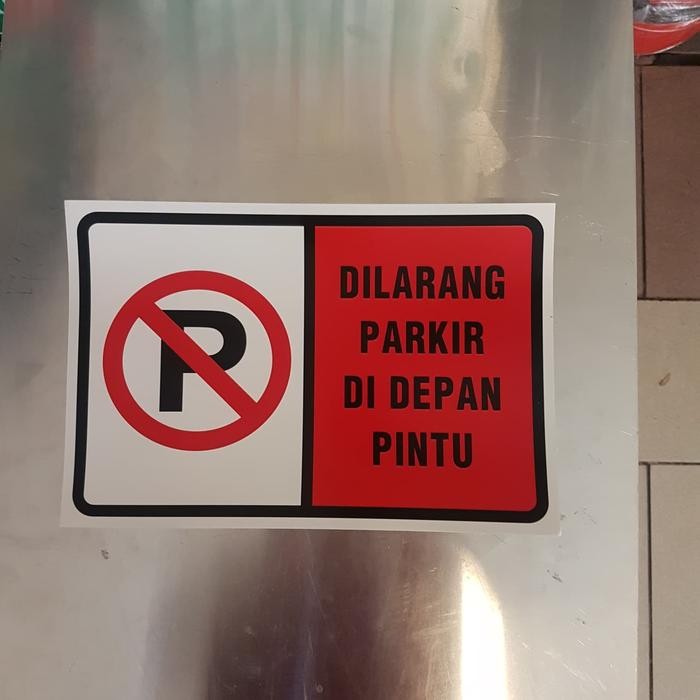 P
DILARANG
PARKIR
DI DEPAN
PINTU